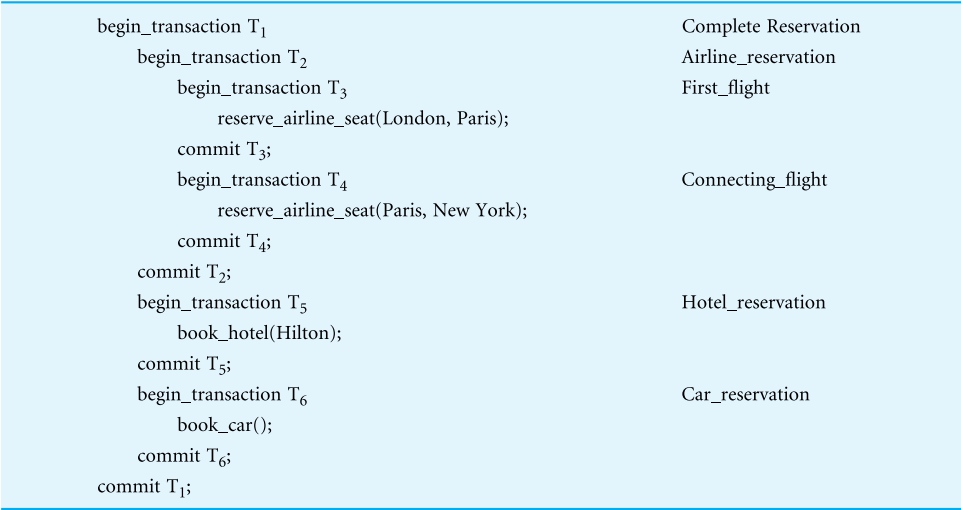 begin_transaction T₁ Complete Reservation
begin_transaction T₂ Airline_reservation
begin_transaction T₃ First_flight
reserve_airline_seat(London, Paris);
commit T₃;
begin_transaction T₄ Connecting_flight
reserve_airline_seat(Paris, New York);
commit T₄;
commit T₂;
begin_transaction T₅ Hotel_reservation
book_hotel(Hilton);
commit T₅;
begin_transaction T₆ Car_reservation
book_car();
commit T₆;
commit T₁;